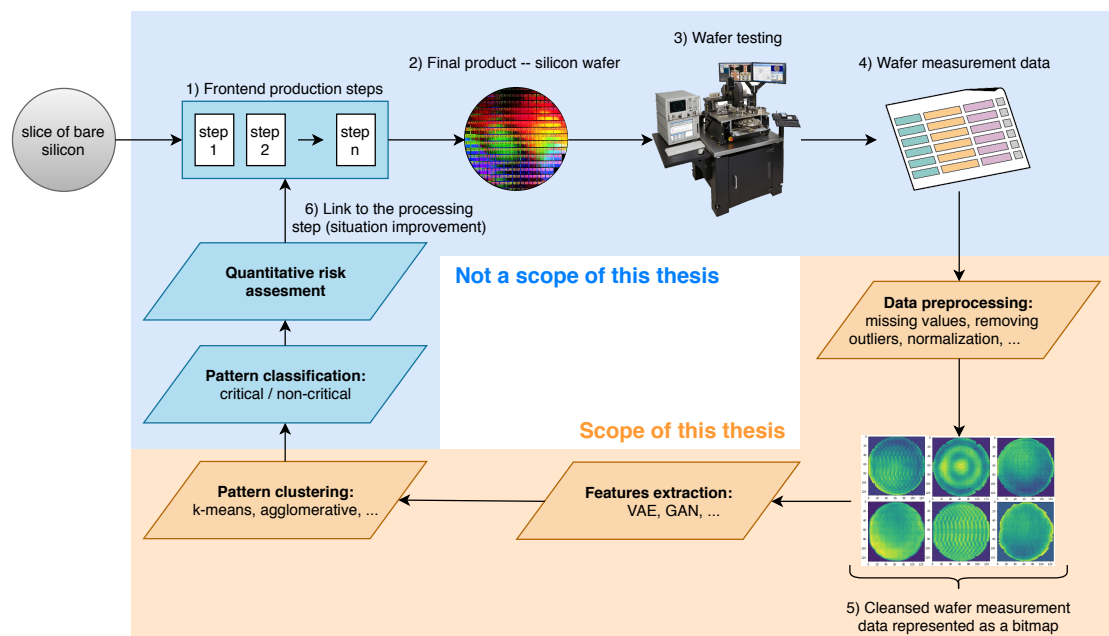 slice of bare
silicon
1) Frontend production steps
step
1
step
2
step
n
2) Final product -- silicon wafer
3) Wafer testing
4) Wafer measurement data
6) Link to the processing
step (situation improvement)
Quantitative risk
assesment
Not a scope of this thesis
Data preprocessing:
missing values, removing
outliers, normalization, ...
Pattern classification:
critical / non-critical
Scope of this thesis
Pattern clustering:
k-means, agglomerative, ...
Features extraction:
VAE, GAN, ...
5) Cleansed wafer measurement
data represented as a bitmap